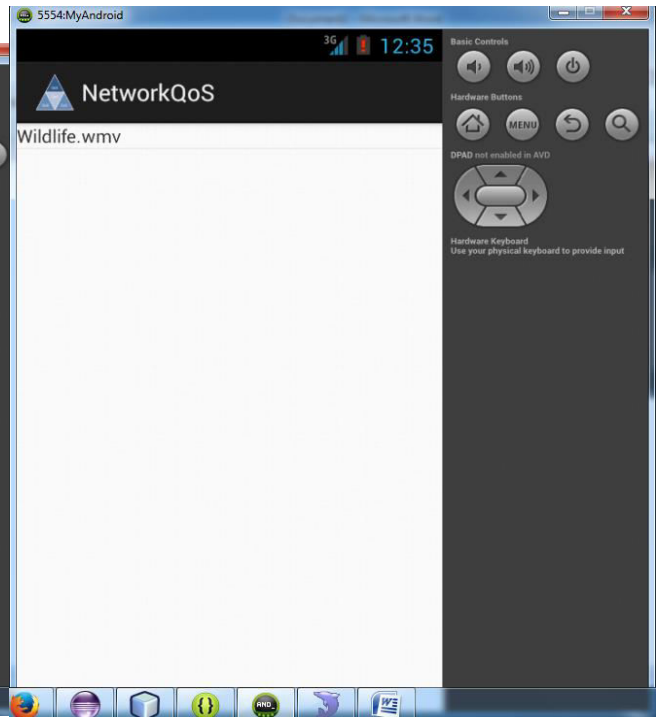 5554:MyAndroid
3G 12:35
NetworkQoS
Wildlife.wmv
Basic Controls
Hardware Buttons
MENU
DPAD not enabled in AVD
Hardware Keyboard
Use your physical keyboard to provide input
AND_
W